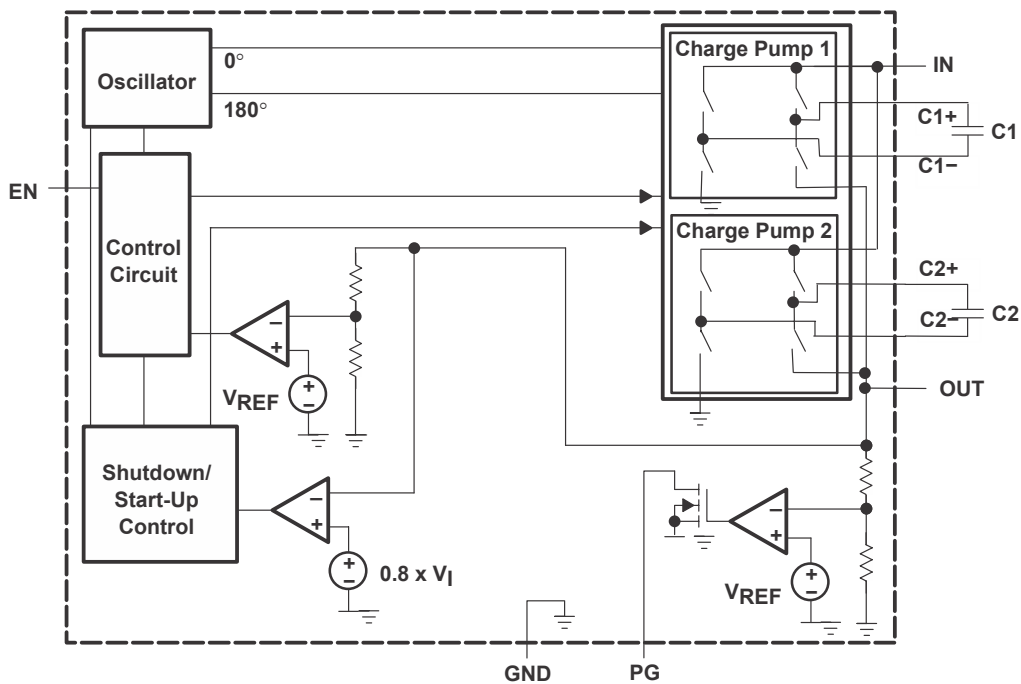 Oscillator
0°
180°
Charge Pump 1
IN
C1+
C1
C1−
EN
Control
Circuit
Charge Pump 2
C2+
C2
C2−
−
+
VREF
+
−
OUT
Shutdown/
Start-Up
Control
−
+
+
−
0.8 x VI
−
+
VREF
+
−
GND
PG